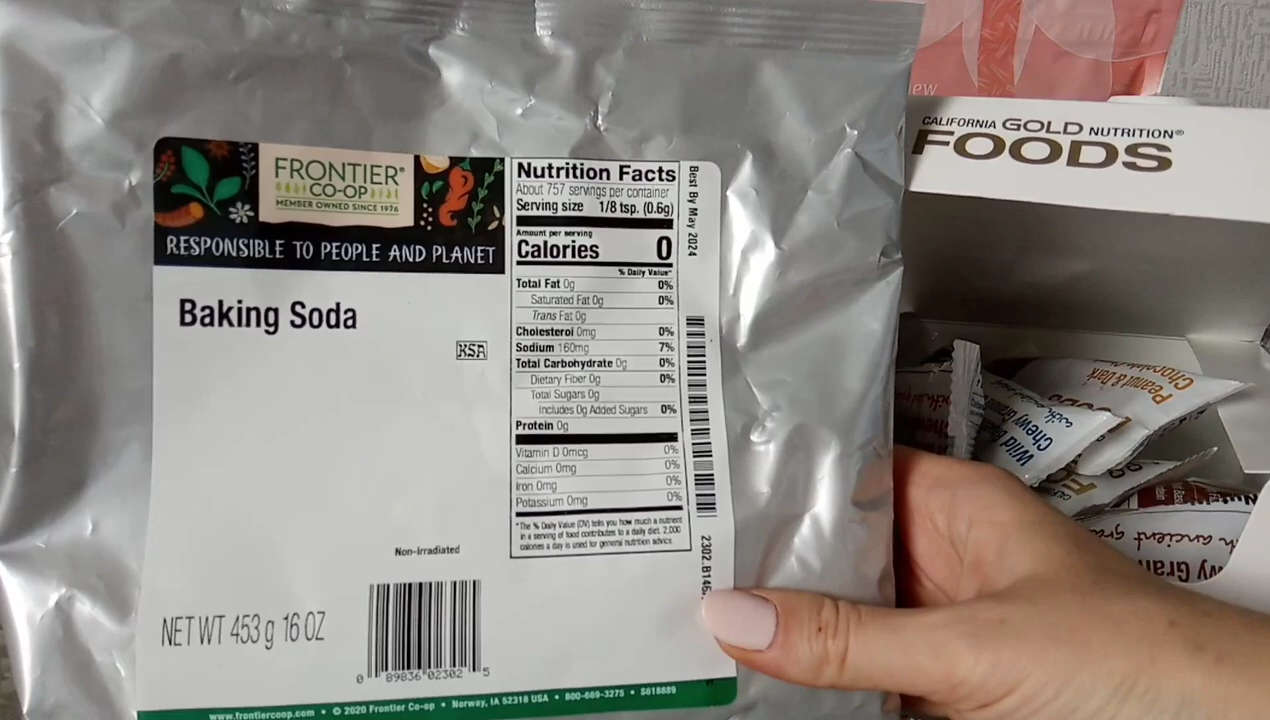 FRONTIER®
CO-OP
MEMBER OWNED SINCE 1976
RESPONSIBLE TO PEOPLE AND PLANET
Baking Soda
KSA
Non-irradiated
NET WT 453 g 16 OZ
0 89836 02302 5
www.frontiercoop.com • © 2020 Frontier Co-op • Norway, IA 52318 USA • 800-669-3275 • S618889
Nutrition Facts
About 757 servings per container
Serving size 1/8 tsp. (0.6g)
Amount per serving
Calories 0
% Daily Value*
Total Fat 0g 0%
Saturated Fat 0g 0%
Trans Fat 0g
Cholesterol 0mg 0%
Sodium 160mg 7%
Total Carbohydrate 0g 0%
Dietary Fiber 0g 0%
Total Sugars 0g
Includes 0g Added Sugars 0%
Protein 0g
Vitamin D 0mcg 0%
Calcium 0mg 0%
Iron 0mg 0%
Potassium 0mg 0%
*The % Daily Value (DV) tells you how much a nutrient
in a serving of food contributes to a daily diet. 2,000
calories a day is used for general nutrition advice.
Best By May 2024
CALIFORNIA GOLD NUTRITION®
FOODS
Peanut & Dark
Wild
Chewy